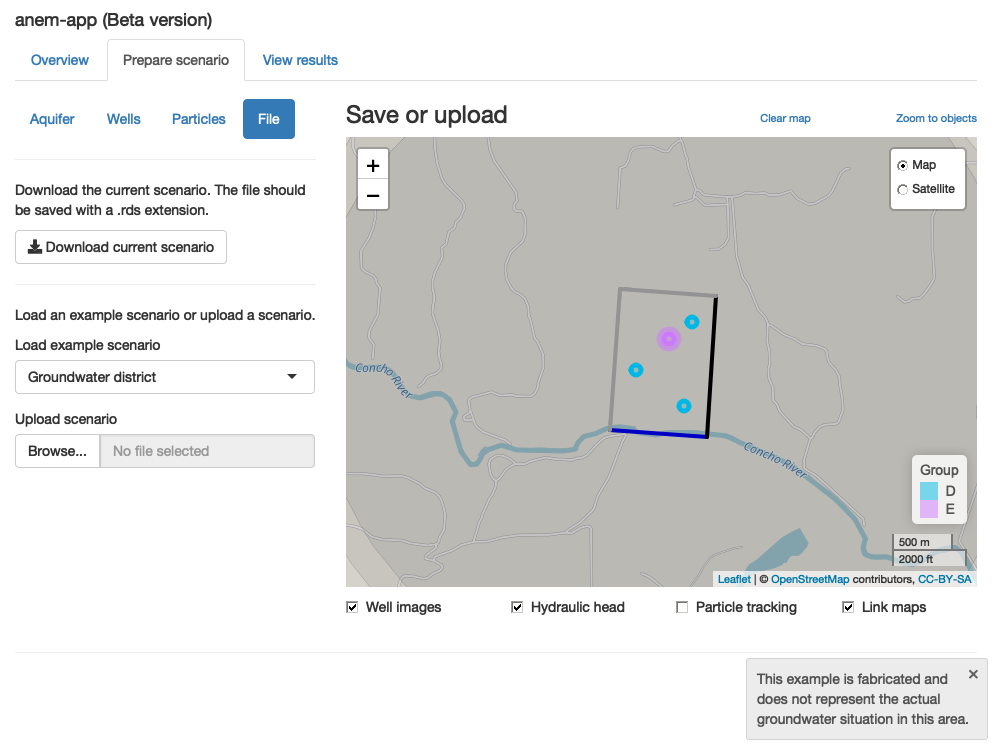 anem-app (Beta version)
Overview
Prepare scenario
View results
Aquifer
Wells
Particles
File
Download the current scenario. The file should
be saved with a .rds extension.
Download current scenario
Load an example scenario or upload a scenario.
Load example scenario
Groundwater district
Upload scenario
Browse...
No file selected
Save or upload
Clear map
Zoom to objects
+
−
Map
Satellite
Concho River
Concho River
Group
D
E
500 m
2000 ft
Leaflet | © OpenStreetMap contributors, CC-BY-SA
Well images
Hydraulic head
Particle tracking
Link maps
This example is fabricated and
does not represent the actual
groundwater situation in this area.
×